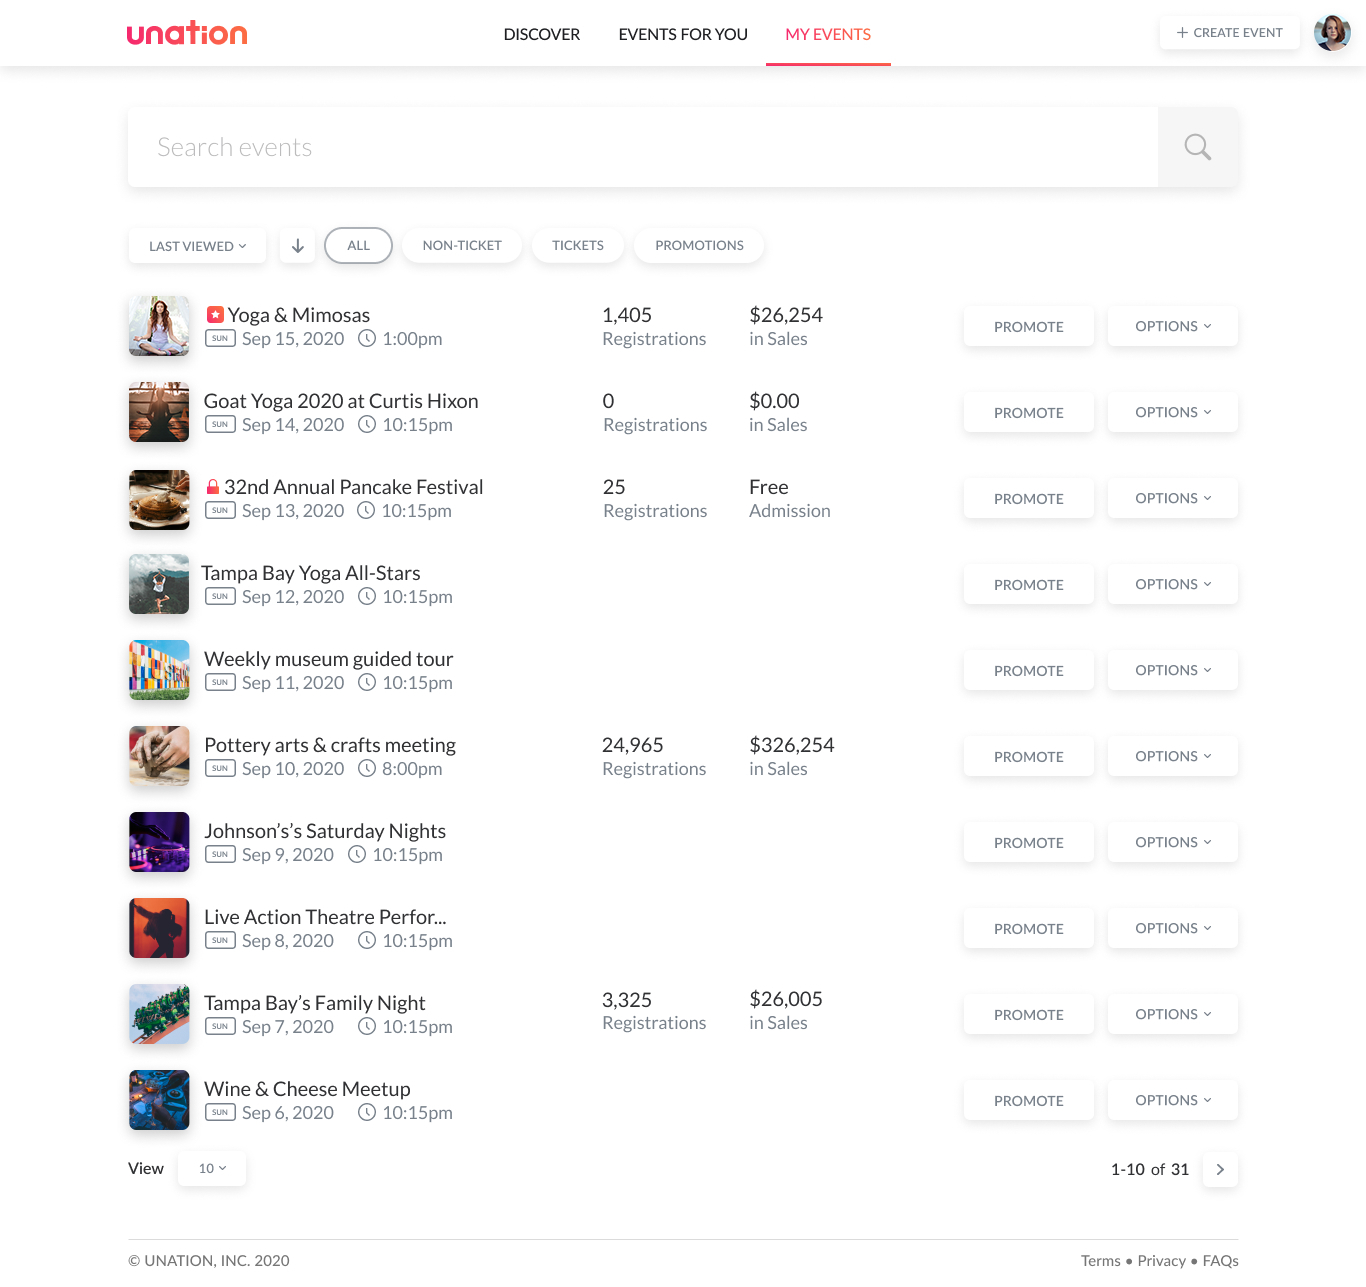 unation
DISCOVER
EVENTS FOR YOU
MY EVENTS
+ CREATE EVENT
Search events
LAST VIEWED
ALL
NON-TICKET
TICKETS
PROMOTIONS
Yoga & Mimosas
SUN Sep 15, 2020 1:00pm
1,405
Registrations
$26,254
in Sales
PROMOTE
OPTIONS
Goat Yoga 2020 at Curtis Hixon
SUN Sep 14, 2020 10:15pm
0
Registrations
$0.00
in Sales
PROMOTE
OPTIONS
32nd Annual Pancake Festival
SUN Sep 13, 2020 10:15pm
25
Registrations
Free
Admission
PROMOTE
OPTIONS
Tampa Bay Yoga All-Stars
SUN Sep 12, 2020 10:15pm
PROMOTE
OPTIONS
Weekly museum guided tour
SUN Sep 11, 2020 10:15pm
PROMOTE
OPTIONS
Pottery arts & crafts meeting
SUN Sep 10, 2020 8:00pm
24,965
Registrations
$326,254
in Sales
PROMOTE
OPTIONS
Johnson’s’s Saturday Nights
SUN Sep 9, 2020 10:15pm
PROMOTE
OPTIONS
Live Action Theatre Perfor...
SUN Sep 8, 2020 10:15pm
PROMOTE
OPTIONS
Tampa Bay’s Family Night
SUN Sep 7, 2020 10:15pm
3,325
Registrations
$26,005
in Sales
PROMOTE
OPTIONS
Wine & Cheese Meetup
SUN Sep 6, 2020 10:15pm
PROMOTE
OPTIONS
View 10
1-10 of 31
© UNATION, INC. 2020
Terms • Privacy • FAQs